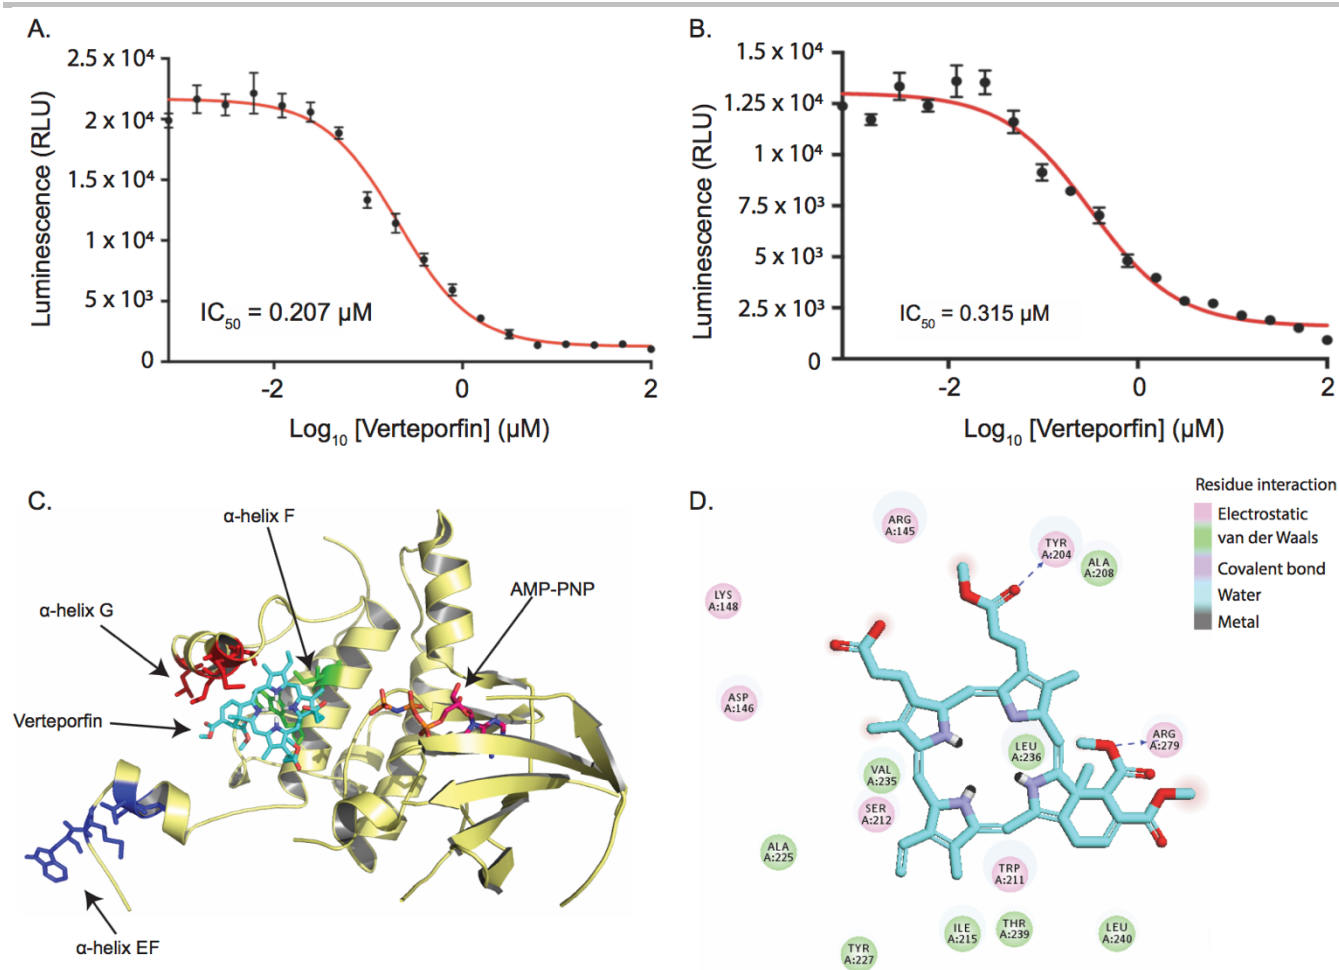 A.
2.5 x 10⁴
2 x 10⁴
1.5 x 10⁴
1 x 10⁴
5 x 10³
0
Luminescence (RLU)
IC₅₀ = 0.207 µM
-2
0
2
Log₁₀ [Verteporfin] (µM)
B.
1.5 x 10⁴
1.25 x 10⁴
1 x 10⁴
7.5 x 10³
5 x 10³
2.5 x 10³
0
Luminescence (RLU)
IC₅₀ = 0.315 µM
-2
0
2
Log₁₀ [Verteporfin] (µM)
C.
α-helix F
AMP-PNP
α-helix G
Verteporfin
α-helix EF
D.
Residue interaction
Electrostatic
van der Waals
Covalent bond
Water
Metal
ARG
A:145
TYR
A:204
ALA
A:208
LYS
A:148
ASP
A:146
ARG
A:279
LEU
A:236
VAL
A:235
SER
A:212
ALA
A:225
TRP
A:211
ILE
A:215
THR
A:239
LEU
A:240
TYR
A:227